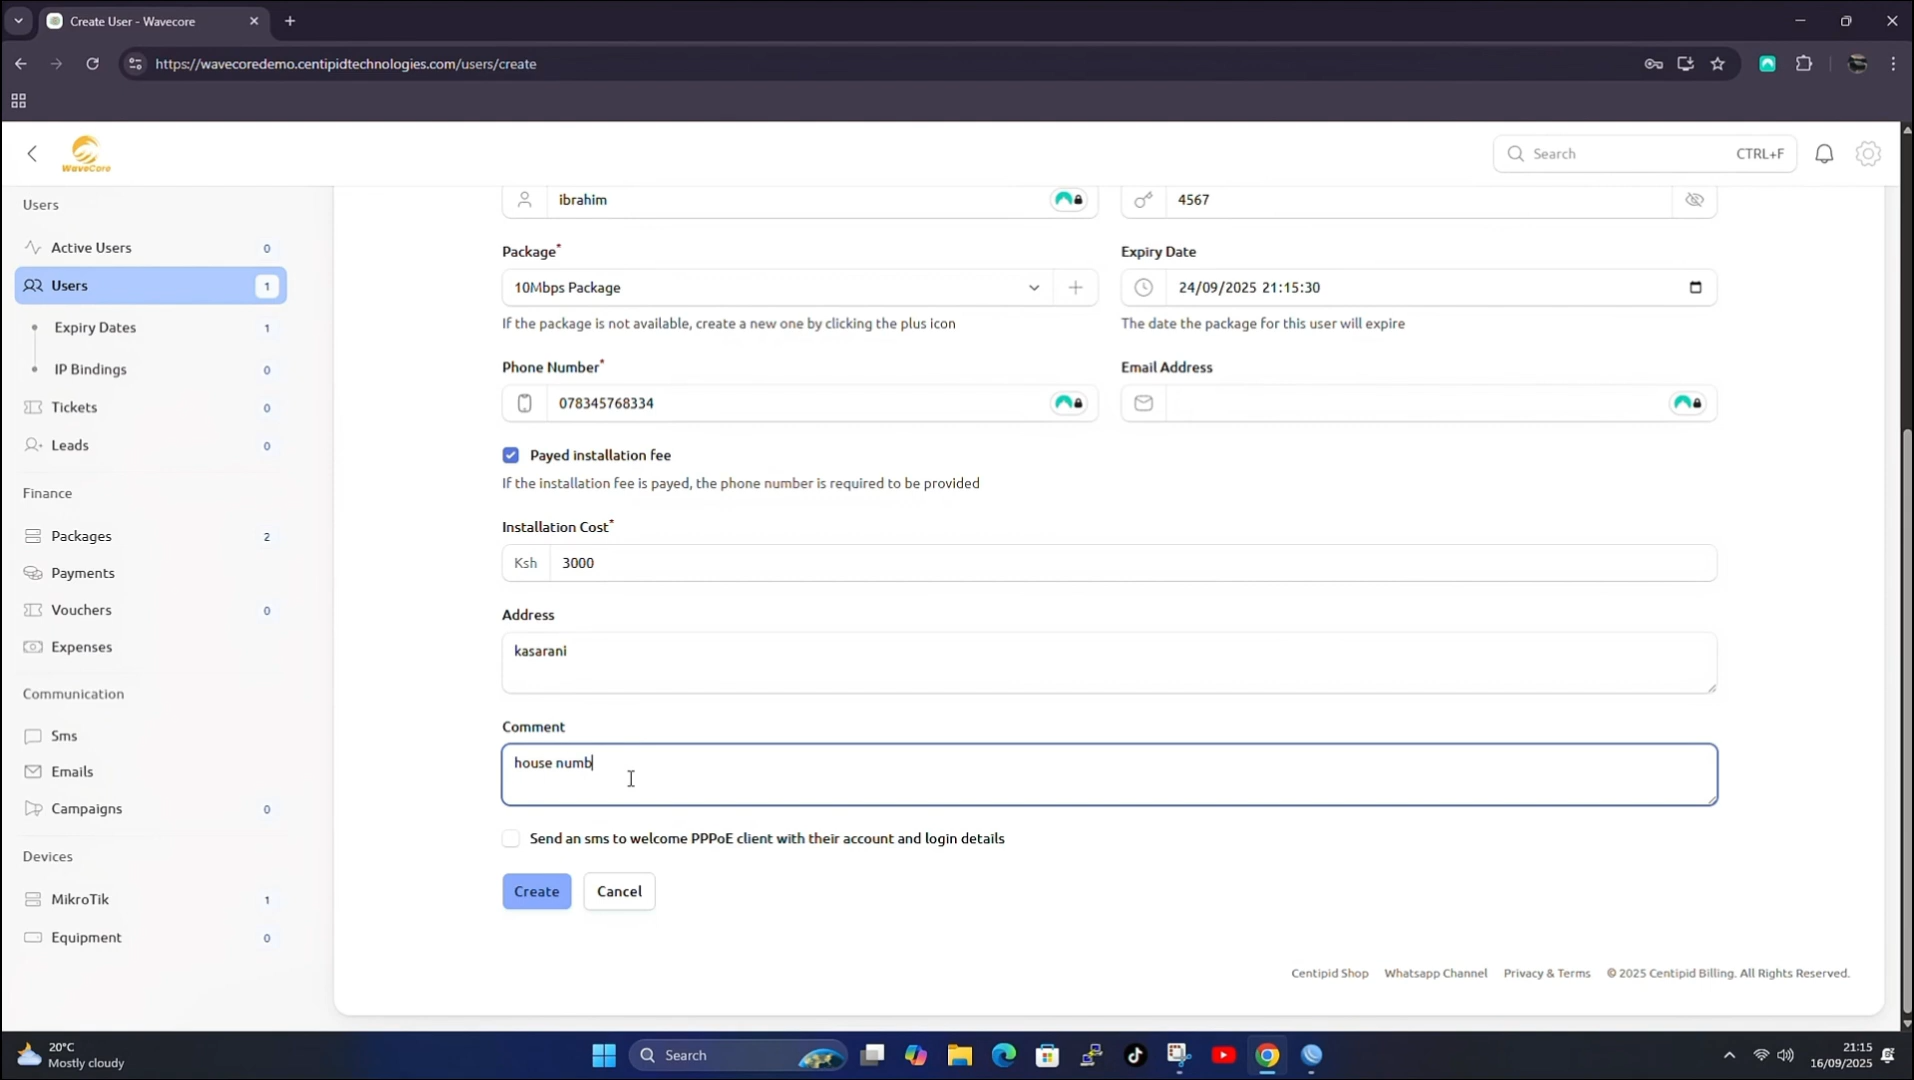 Create User - Wavecore
https://wavecoredemo.centipidtechnologies.com/users/create
WaveCore
Search CTRL+F
Users
Active Users 0
Users 1
Expiry Dates 1
IP Bindings 0
Tickets 0
Leads 0
Finance
Packages 2
Payments
Vouchers 0
Expenses
Communication
Sms
Emails
Campaigns 0
Devices
MikroTik 1
Equipment 0
ibrahim 4567
Package* Expiry Date
10Mbps Package 24/09/2025 21:15:30
If the package is not available, create a new one by clicking the plus icon The date the package for this user will expire
Phone Number* Email Address
078345768334
Payed installation fee
If the installation fee is payed, the phone number is required to be provided
Installation Cost*
Ksh 3000
Address
kasarani
Comment
house numb
Send an sms to welcome PPPoE client with their account and login details
Create Cancel
Centipid Shop Whatsapp Channel Privacy & Terms © 2025 Centipid Billing. All Rights Reserved.
20°C
Mostly cloudy
Search
21:15
16/09/2025